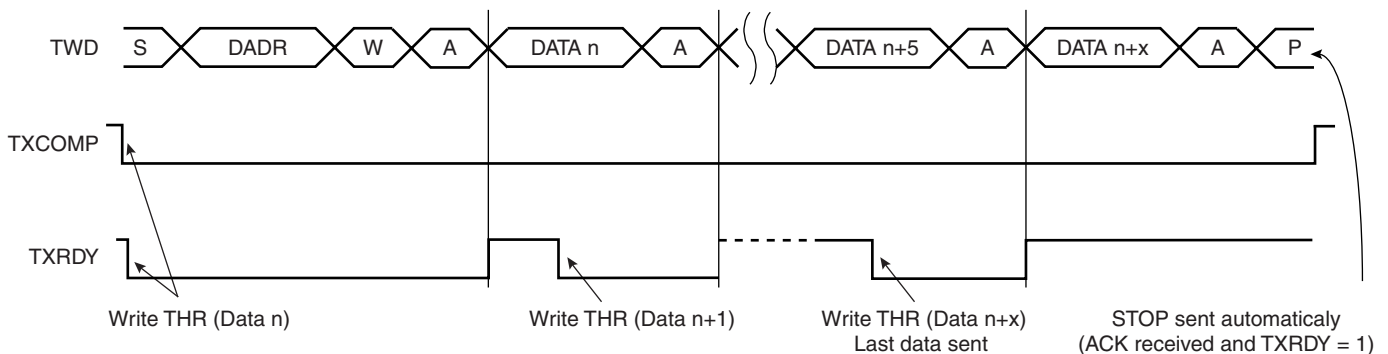 TWD S DADR W A DATA n A DATA n+5 A DATA n+x A P
TXCOMP
TXRDY
Write THR (Data n)
Write THR (Data n+1)
Write THR (Data n+x)
Last data sent
STOP sent automaticaly
(ACK received and TXRDY = 1)